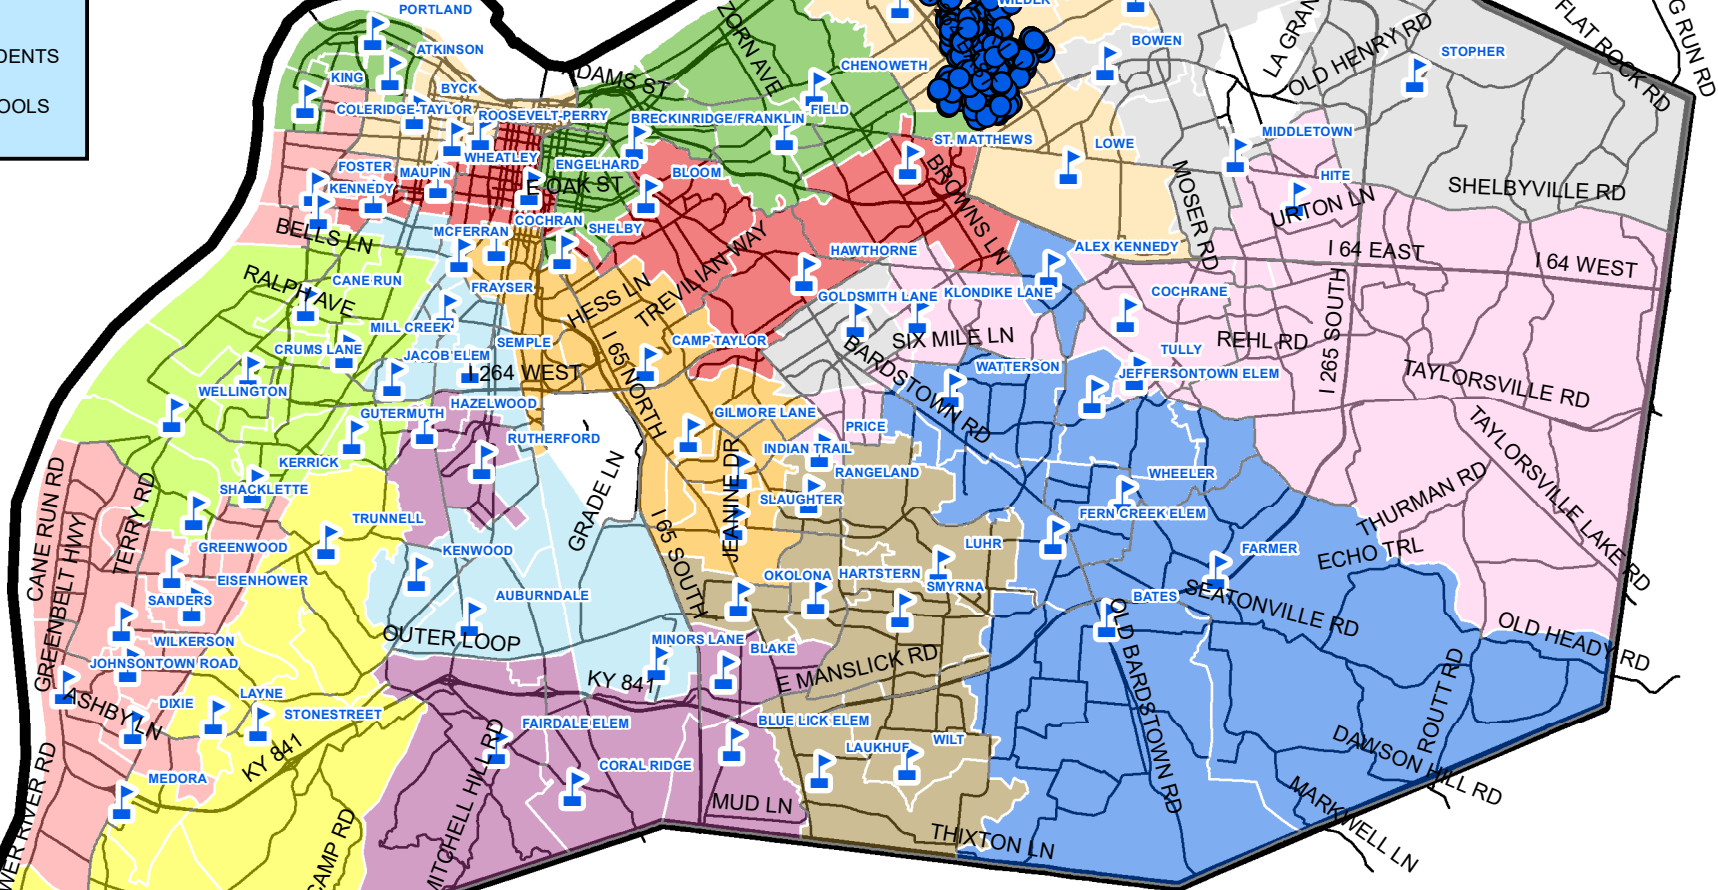 DENTS
OOLS
PORTLAND
ATKINSON
KING
BYCK
COLERIDGE-TAYLOR
ROOSEVELT-PERRY
DAMS ST
ZORN AVE
CHENOWETH
FIELD
BRECKINRIDGE/FRANKLIN
BOWEN
LA GRAN
OLD HENRY RD
STOPHER
FLAT ROCK RD
G RUN RD
MIDDLETOWN
ST. MATTHEWS
LOWE
WHEATLEY
ENGELHARD
FOSTER
MAUPIN
KENNEDY
E OAK ST
BLOOM
BROWNS LN
MOSER RD
HITE
URTON LN
SHELBYVILLE RD
COCHRAN
SHELBY
BELLS LN
MCFERRAN
HAWTHORNE
ALEX KENNEDY
I 64 EAST
I 64 WEST
RALPH AVE
CANE RUN
FRAYSER
HESS LN
TREVILIAN WAY
GOLDSMITH LANE
KLONDIKE LANE
COCHRANE
I 265 SOUTH
MILL CREEK
SEMPLE
I 65 NORTH
CAMP TAYLOR
BARDSTOWN RD
SIX MILE LN
REHL RD
CRUMS LANE
JACOB ELEM
I 264 WEST
WATTERSON
TULLY
JEFFERSONTOWN ELEM
TAYLORSVILLE RD
WELLINGTON
HAZELWOOD
GUTERMUTH
GILMORE LANE
PRICE
RUTHERFORD
INDIAN TRAIL
RANGELAND
KERRICK
SHACKLETTE
GRADE LN
JEANINE DR
SLAUGHTER
WHEELER
THURMAN RD
TAYLORSVILLE LAKE RD
CANE RUN RD
TERRY RD
TRUNNELL
I 65 SOUTH
FERN CREEK ELEM
GREENBELT HWY
GREENWOOD
KENWOOD
LUHR
FARMER
ECHO TRL
EISENHOWER
OKOLONA
HARTSTERN
SMYRNA
SANDERS
AUBURNDALE
BATES
SEATONVILLE RD
OLD HEADY RD
WILKERSON
OUTER LOOP
MINORS LANE
BLAKE
JOHNSONTOWN ROAD
KY 841
E MANSLICK RD
OLD BARDSTOWN RD
ROUTT RD
ASHBY LN
DIXIE
LAYNE
STONESTREET
FAIRDALE ELEM
BLUE LICK ELEM
WILT
DAWSON HILL RD
KY 841
CORAL RIDGE
MEDORA
MUD LN
MARKWELL LN
WER RIVER RD
CAMP RD
MITCHELL HILL RD
THIXTON LN